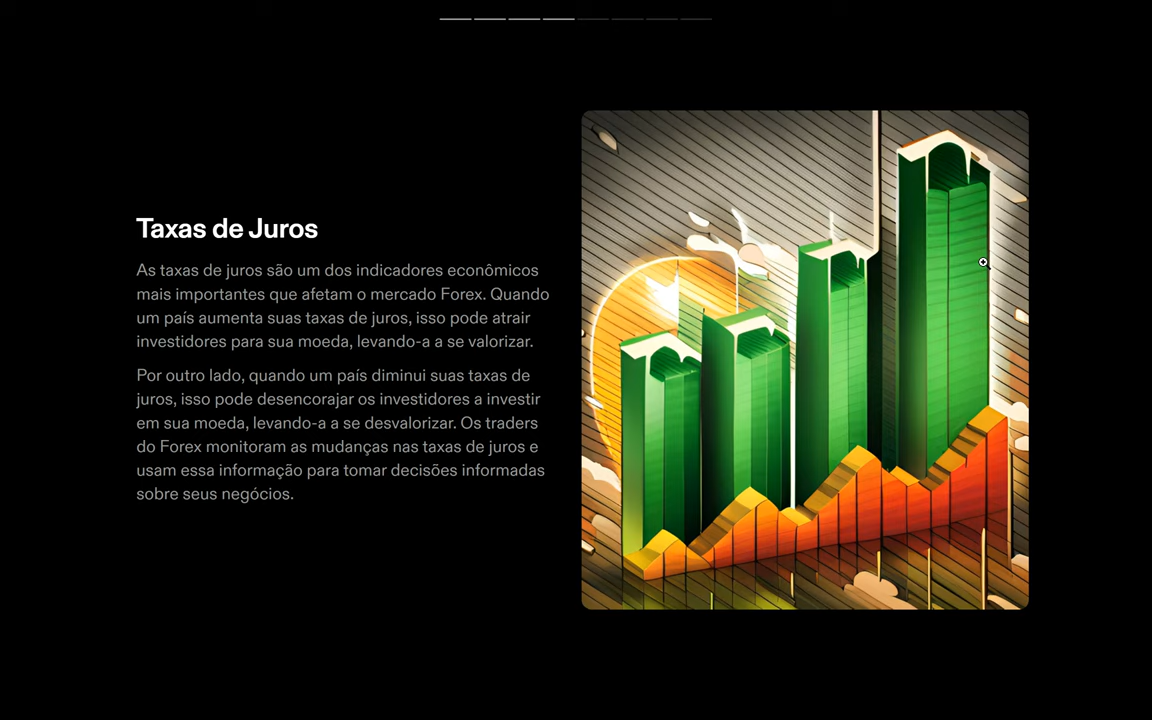 Taxas de Juros
As taxas de juros são um dos indicadores econômicos
mais importantes que afetam o mercado Forex. Quando
um país aumenta suas taxas de juros, isso pode atrair
investidores para sua moeda, levando-a a se valorizar.
Por outro lado, quando um país diminui suas taxas de
juros, isso pode desencorajar os investidores a investir
em sua moeda, levando-a a se desvalorizar. Os traders
do Forex monitoram as mudanças nas taxas de juros e
usam essa informação para tomar decisões informadas
sobre seus negócios.